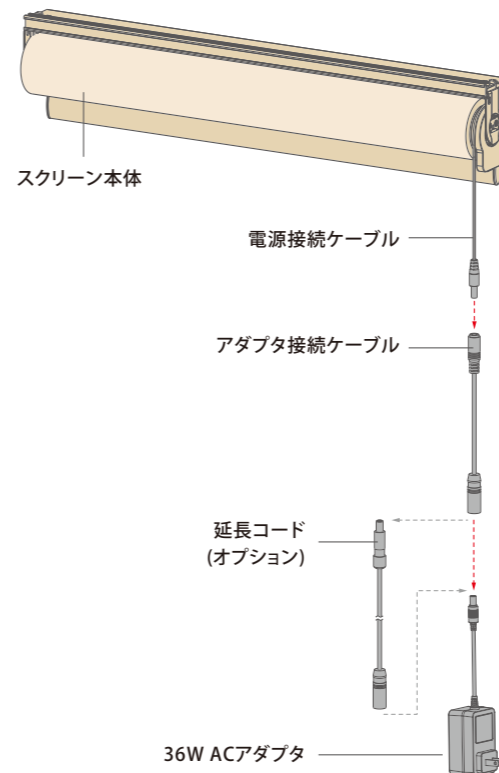 スクリーン本体
電源接続ケーブル
アダプタ接続ケーブル
延長コード
(オプション)
36W ACアダプタ